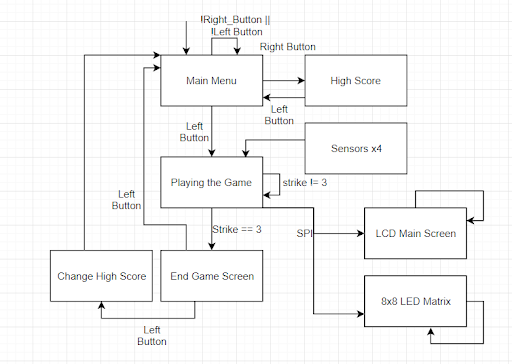 !Right_Button ||
!Left Button
Right Button
Main Menu
High Score
Left
Button
Left
Button
Sensors x4
Playing the Game
strike != 3
Left
Button
Strike == 3
SPI
LCD Main Screen
Change High Score
End Game Screen
8x8 LED Matrix
Left
Button